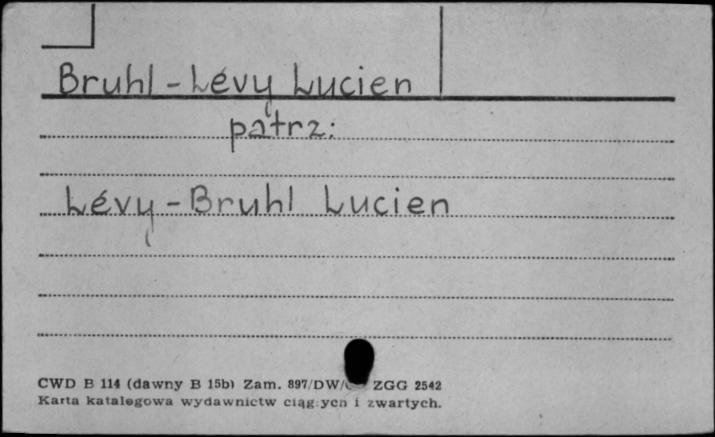 Bruhl-Lévy Lucien
patrz:
Lévy-Bruhl Lucien
CWD B 114 (dawny B 15b) Zam. 897/DW/ ZGG 2542
Karta katalogowa wydawnictw ciągłych i zwartych.